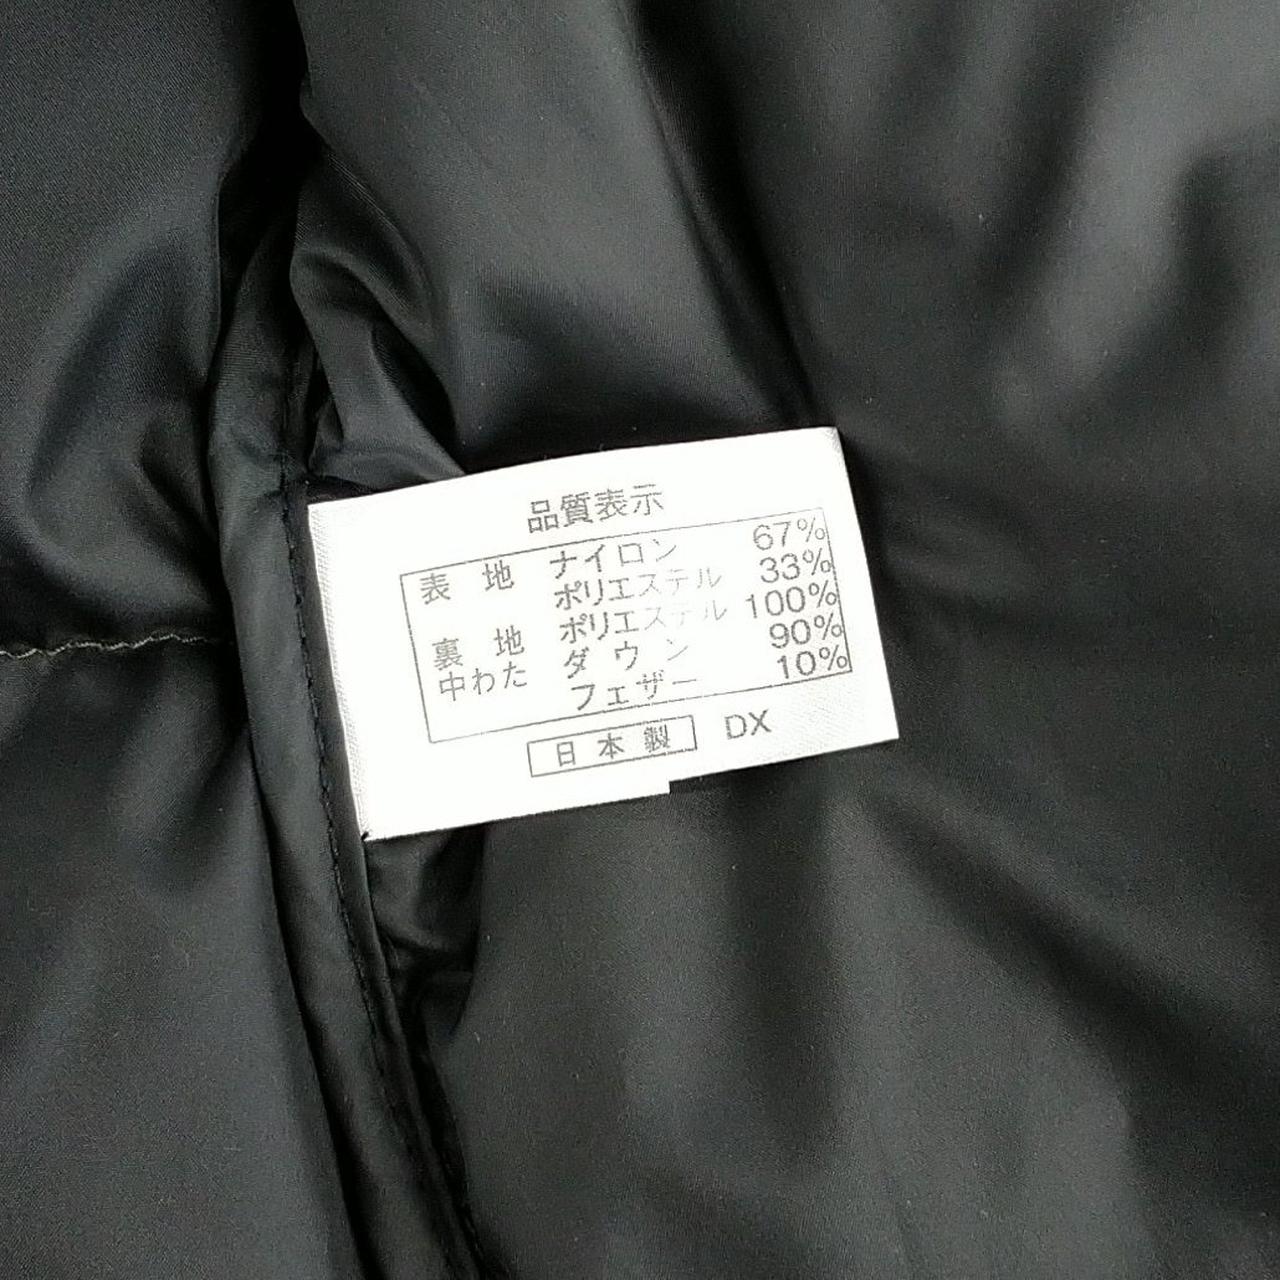 品質表示
表地 ナイロン 67%
ポリエステル 33%
裏地 ポリエステル 100%
中わた ダウン 90%
フェザー 10%
日本製 DX